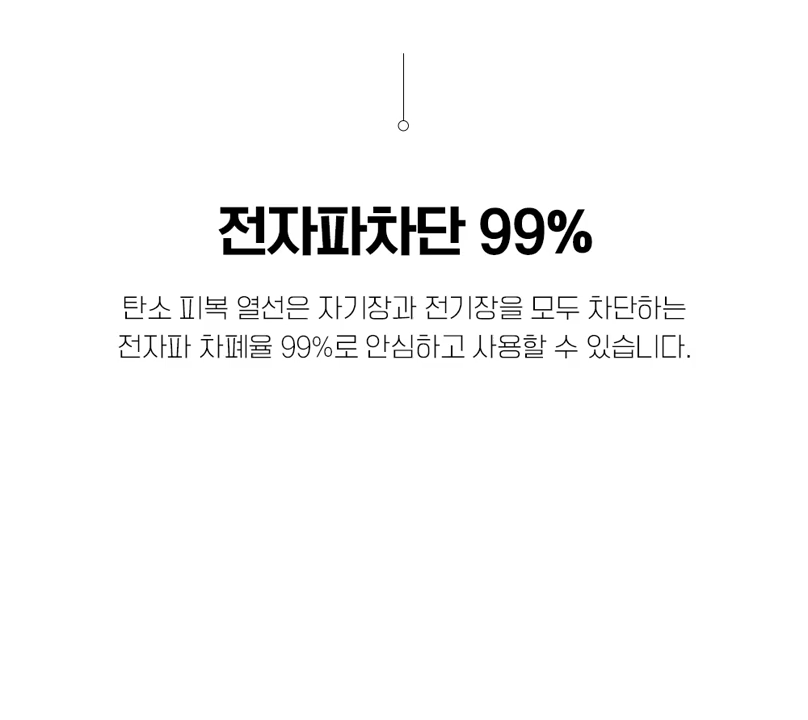 전자파차단 99%
탄소 피복 열선은 자기장과 전기장을 모두 차단하는
전자파 차폐율 99%로 안심하고 사용할 수 있습니다.